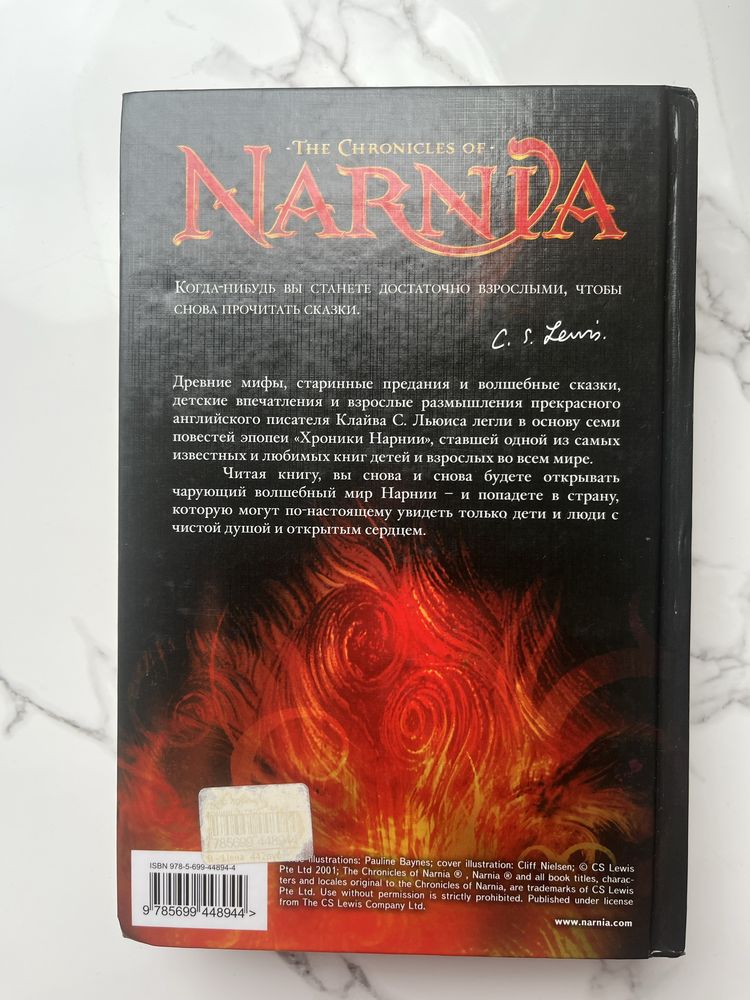 ·The Chronicles of·
NARNIA
Когда-нибудь вы станете достаточно взрослыми, чтобы
снова прочитать сказки.
C. S. Lewis.
Древние мифы, старинные предания и волшебные сказки,
детские впечатления и взрослые размышления прекрасного
английского писателя Клайва С. Льюиса легли в основу семи
повестей эпопеи «Хроники Нарнии», ставшей одной из самых
известных и любимых книг детей и взрослых во всем мире.
Читая книгу, вы снова и снова будете открывать
чарующий волшебный мир Нарнии – и попадете в страну,
которую могут по-настоящему увидеть только дети и люди с
чистой душой и открытым сердцем.
illustrations: Pauline Baynes; cover illustration: Cliff Nielsen; © CS Lewis
Pte Ltd 2001; The Chronicles of Narnia ®, Narnia ® and all book titles, charac-
ters and locales original to the Chronicles of Narnia, are trademarks of CS Lewis
Pte Ltd. Use without permission is strictly prohibited. Published under license
from The CS Lewis Company Ltd.
www.narnia.com
ISBN 978-5-699-44894-4
9 785699 448944 >